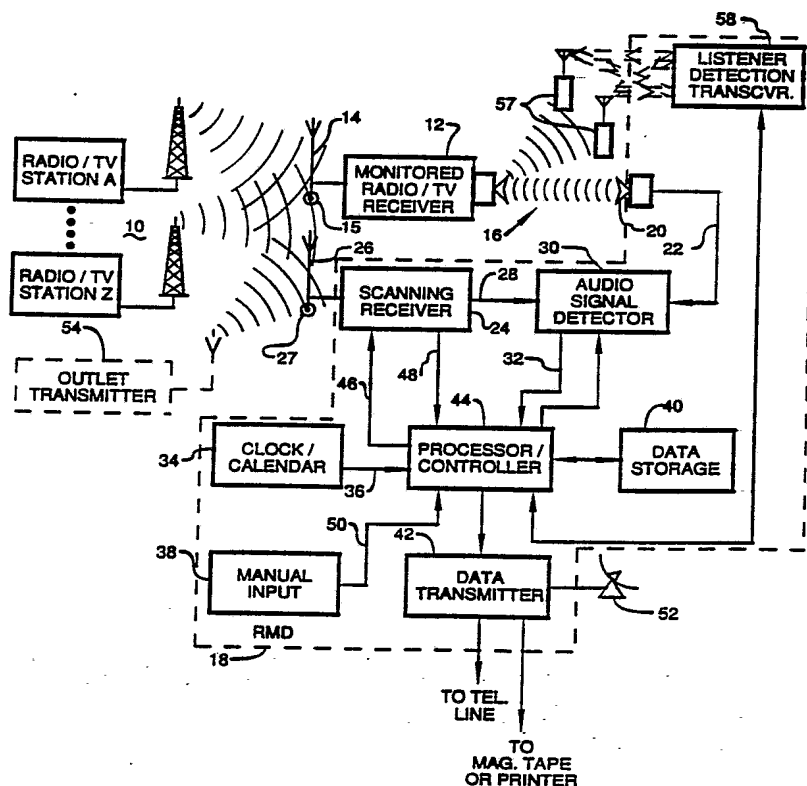 58
LISTENER
DETECTION
TRANSCVR.
57
14
12
RADIO / TV
STATION A
MONITORED
RADIO / TV
RECEIVER
10
15
16
20
22
26
30
RADIO / TV
STATION Z
SCANNING
RECEIVER
28
24
AUDIO
SIGNAL
DETECTOR
54
27
OUTLET
TRANSMITTER
46
48
32
44
40
34
CLOCK /
CALENDAR
36
PROCESSOR /
CONTROLLER
DATA
STORAGE
50
42
38
MANUAL
INPUT
DATA
TRANSMITTER
52
RMD
18
TO TEL.
LINE
TO
MAG. TAPE
OR PRINTER